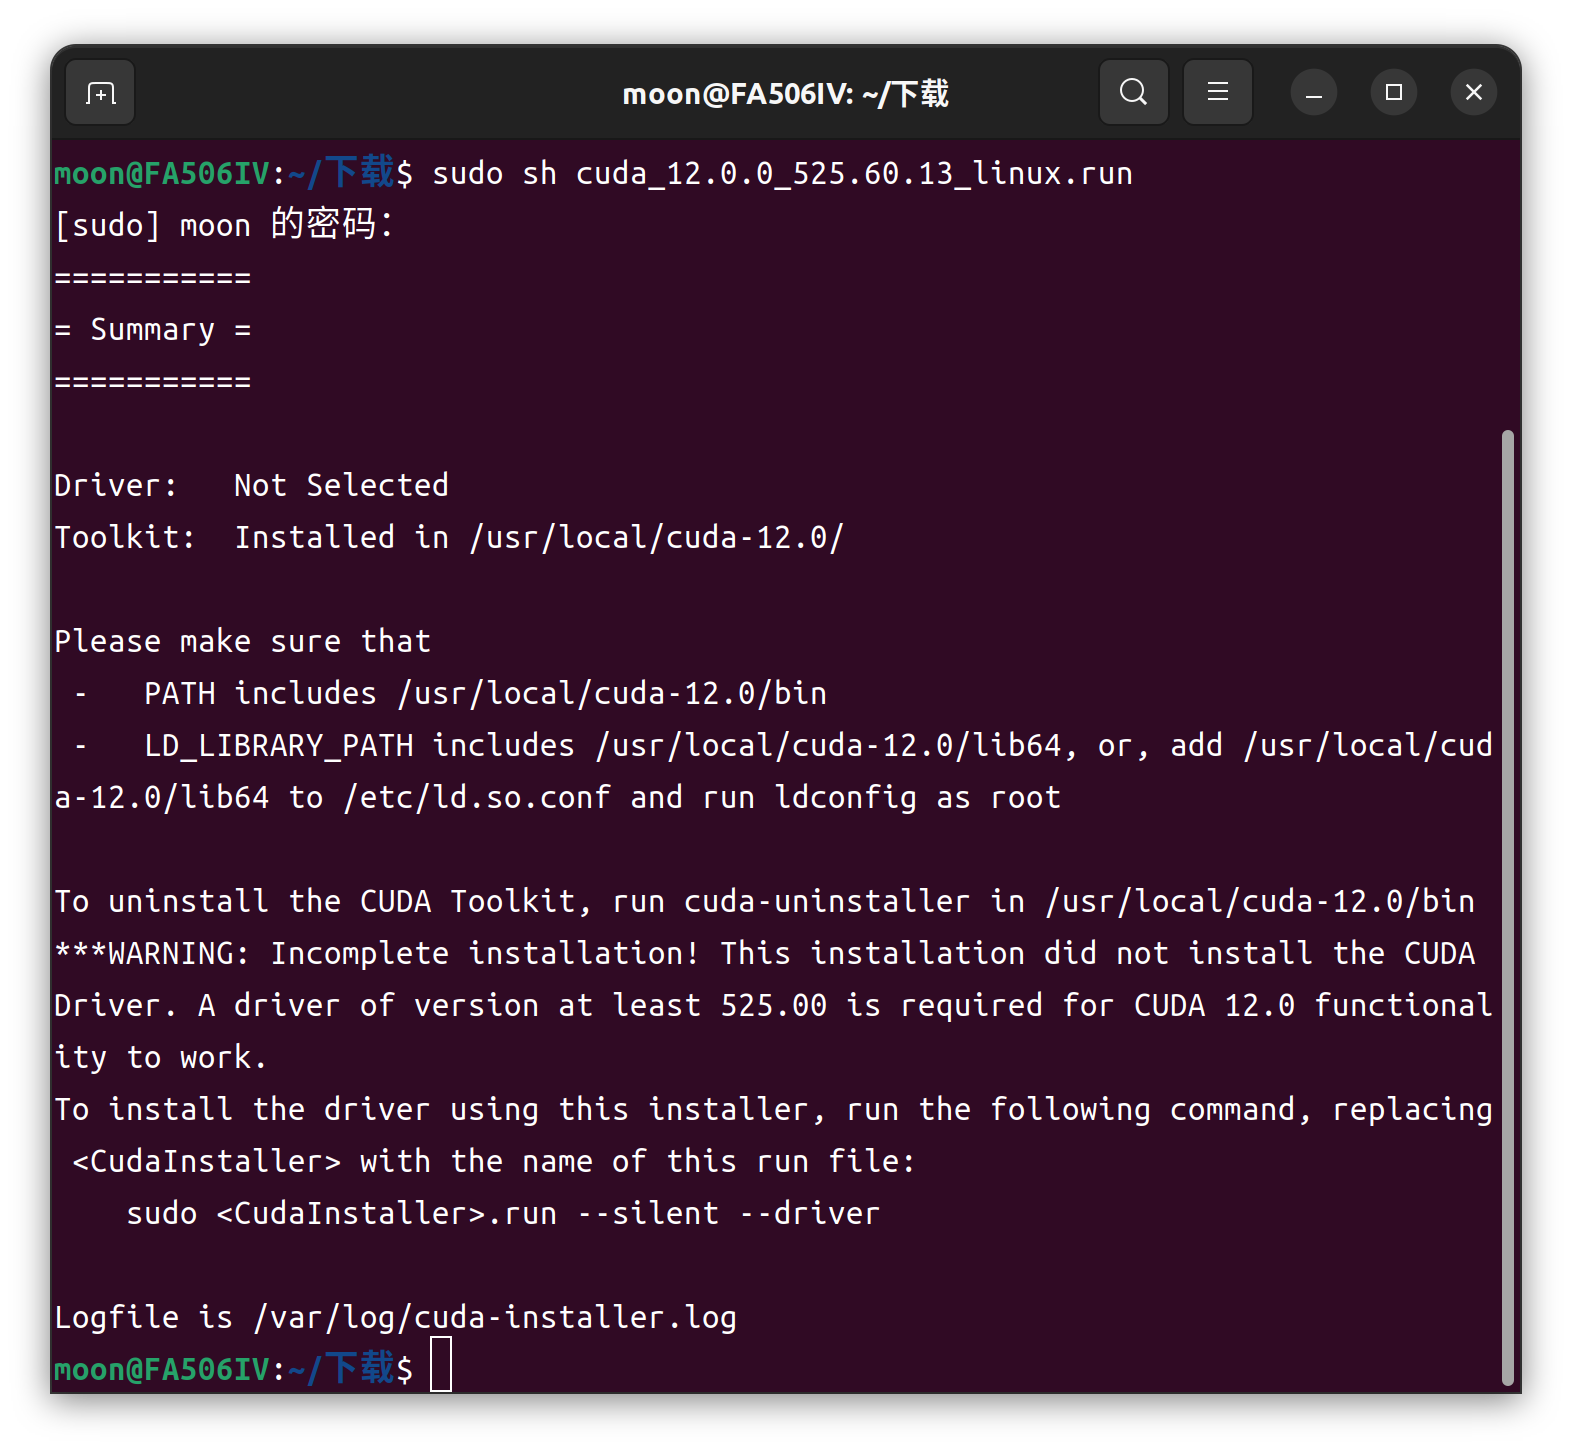 moon@FA506IV: ~/下载
moon@FA506IV:~/下载$ sudo sh cuda_12.0.0_525.60.13_linux.run
[sudo] moon 的密码：
===========
= Summary =
===========
Driver:   Not Selected
Toolkit:  Installed in /usr/local/cuda-12.0/
Please make sure that
 -   PATH includes /usr/local/cuda-12.0/bin
 -   LD_LIBRARY_PATH includes /usr/local/cuda-12.0/lib64, or, add /usr/local/cud
a-12.0/lib64 to /etc/ld.so.conf and run ldconfig as root
To uninstall the CUDA Toolkit, run cuda-uninstaller in /usr/local/cuda-12.0/bin
***WARNING: Incomplete installation! This installation did not install the CUDA
Driver. A driver of version at least 525.00 is required for CUDA 12.0 functional
ity to work.
To install the driver using this installer, run the following command, replacing
 <CudaInstaller> with the name of this run file:
    sudo <CudaInstaller>.run --silent --driver
Logfile is /var/log/cuda-installer.log
moon@FA506IV:~/下载$